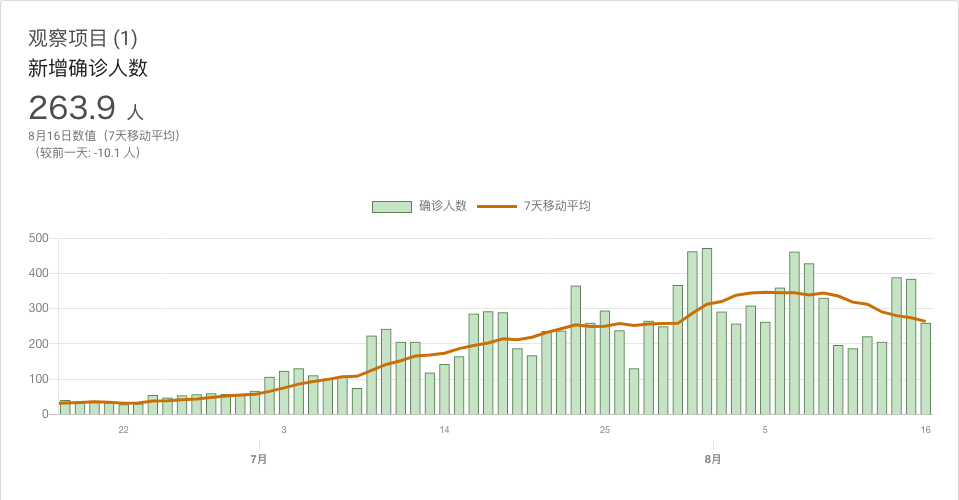 观察项目 (1)
新增确诊人数
263.9 人
8月16日数值（7天移动平均）
（较前一天: -10.1 人）
确诊人数 7天移动平均
500
400
300
200
100
0
22 3 14 25 5 16
7月 8月